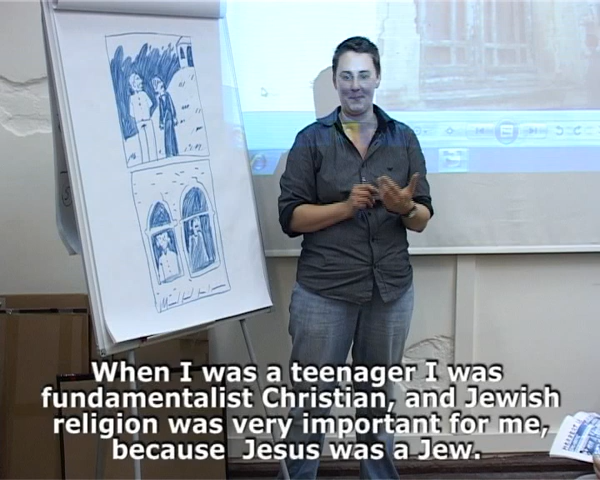 When I was a teenager I was
fundamentalist Christian, and Jewish
religion was very important for me,
because Jesus was a Jew.